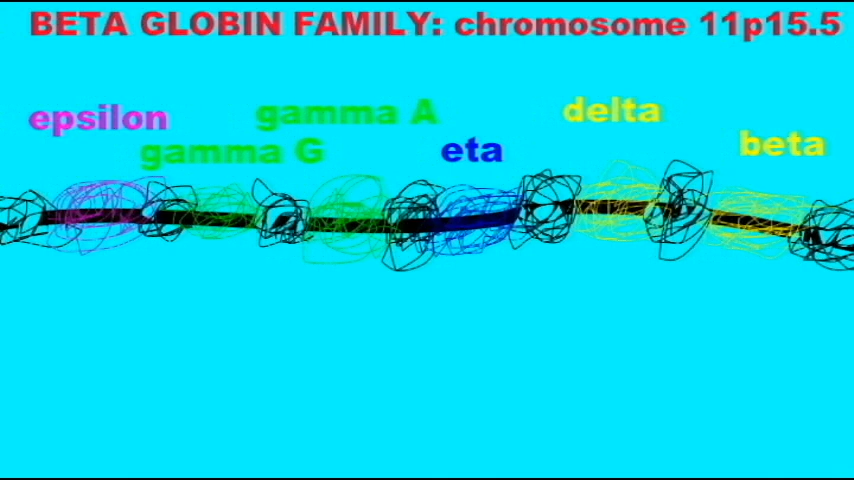 BETA GLOBIN FAMILY: chromosome 11p15.5
epsilon
gamma G
gamma A
eta
delta
beta